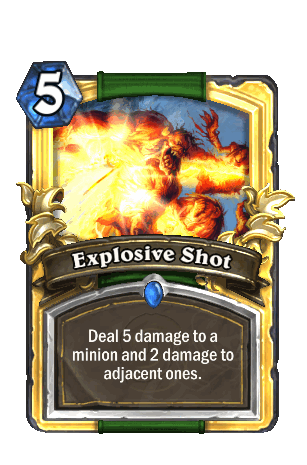 5
Explosive Shot
Deal 5 damage to a
minion and 2 damage to
adjacent ones.